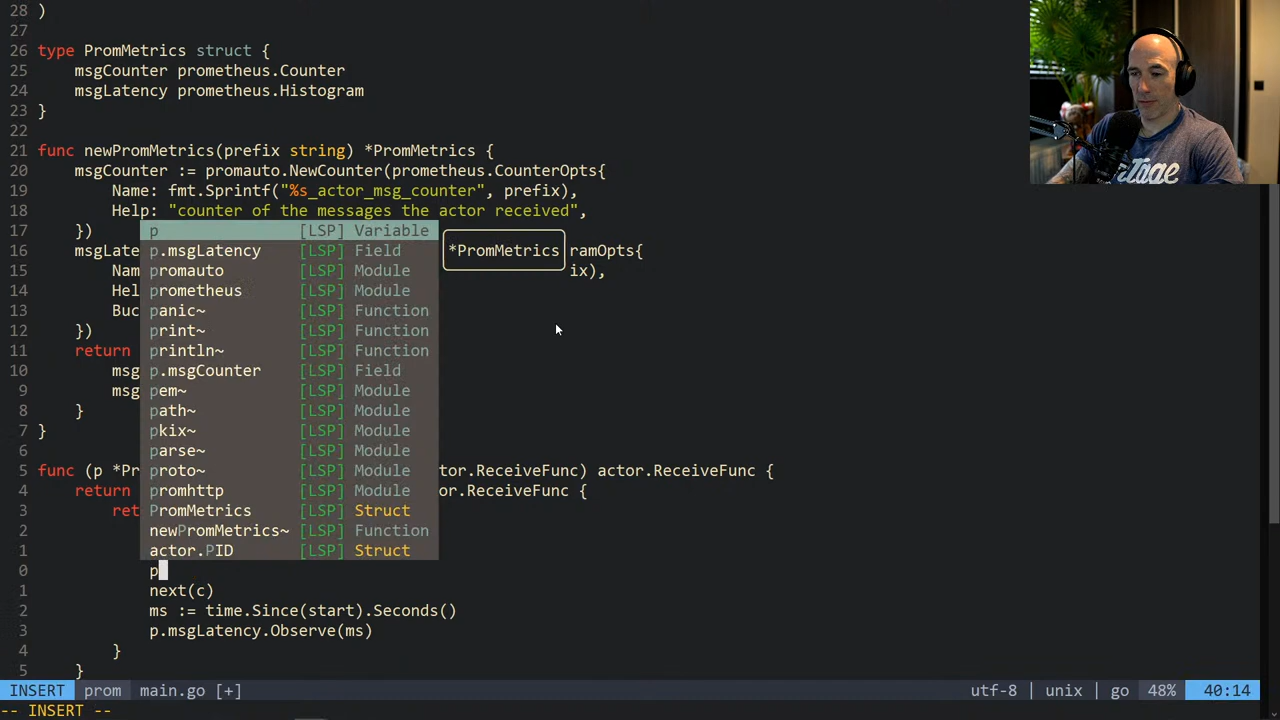 28 )
27
26 type PromMetrics struct {
25 msgCounter prometheus.Counter
24 msgLatency prometheus.Histogram
23 }
22
21 func newPromMetrics(prefix string) *PromMetrics {
20 msgCounter := promauto.NewCounter(prometheus.CounterOpts{
19 Name: fmt.Sprintf("%s_actor_msg_counter", prefix),
18 Help: "counter of the messages the actor received",
17 }) p [LSP] Variable
16 msgLate p.msgLatency [LSP] Field *PromMetrics ramOpts{
15 Nam promauto [LSP] Module ix),
14 Hel prometheus [LSP] Module
13 Buc panic~ [LSP] Function
12 }) print~ [LSP] Function
11 return println~ [LSP] Function
10 msg p.msgCounter [LSP] Field
9 msg pem~ [LSP] Module
8 } path~ [LSP] Module
7 } pkix~ [LSP] Module
6 parse~ [LSP] Module
5 func (p *Pr proto~ [LSP] Module tor.ReceiveFunc) actor.ReceiveFunc {
4 return promhttp [LSP] Module or.ReceiveFunc {
3 ret PromMetrics [LSP] Struct
2 newPromMetrics~ [LSP] Function
1 actor.PID [LSP] Struct
0 p
1 next(c)
2 ms := time.Since(start).Seconds()
3 p.msgLatency.Observe(ms)
4 }
5 }
INSERT prom main.go [+] utf-8 | unix | go 48% 40:14
-- INSERT --